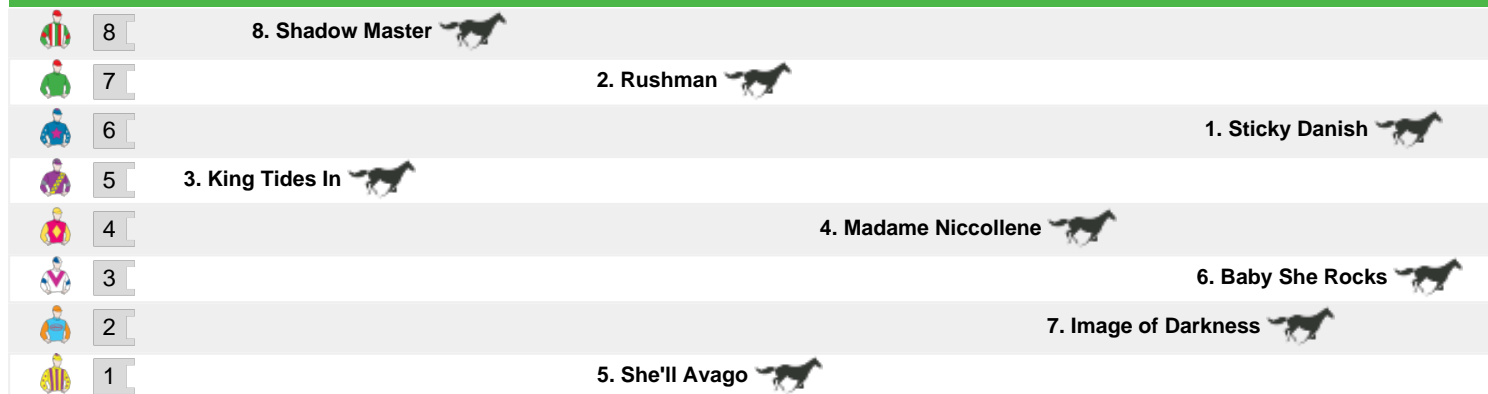 8 8. Shadow Master
7 2. Rushman
6 1. Sticky Danish
5 3. King Tides In
4 4. Madame Niccollene
3 6. Baby She Rocks
2 7. Image of Darkness
1 5. She'll Avago